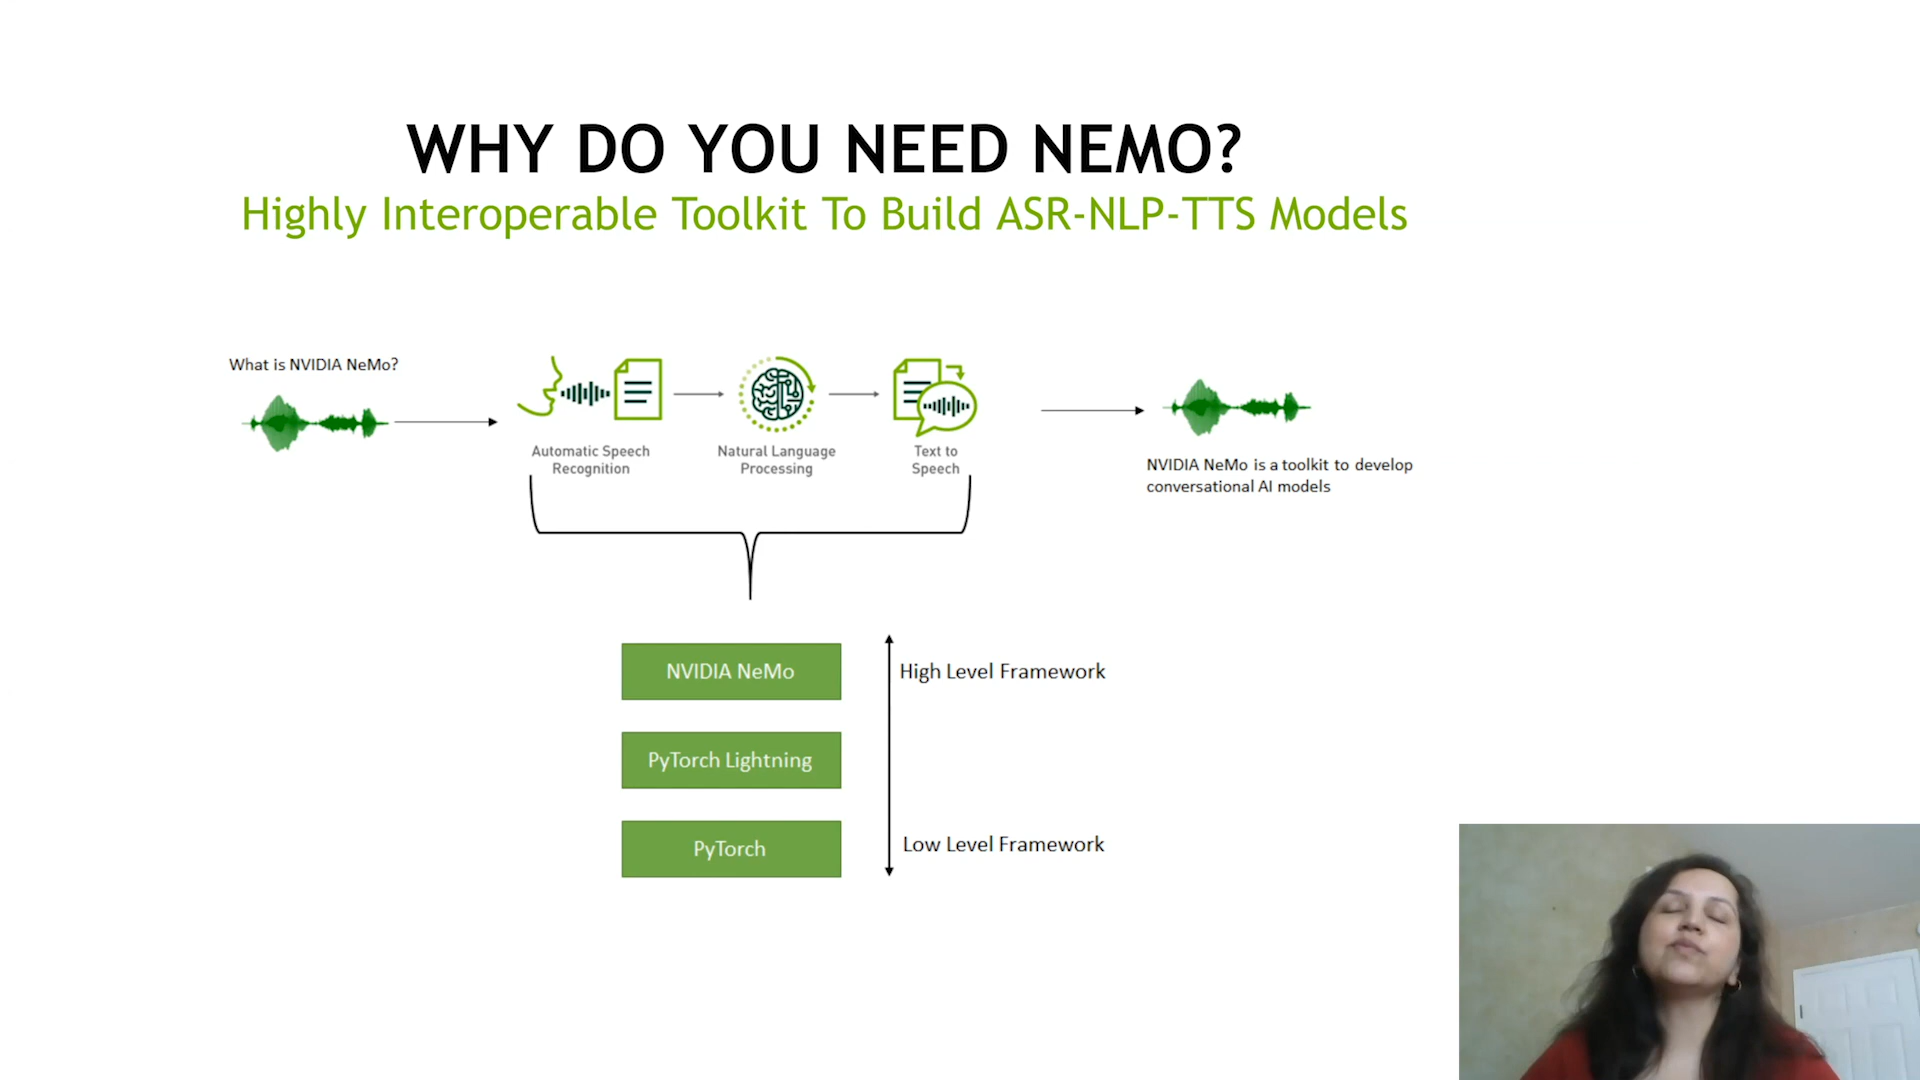 WHY DO YOU NEED NEMO?
Highly Interoperable Toolkit To Build ASR-NLP-TTS Models
What is NVIDIA NeMo?
Automatic Speech
Recognition
Natural Language
Processing
Text to
Speech
NVIDIA NeMo is a toolkit to develop
conversational AI models
NVIDIA NeMo
High Level Framework
PyTorch Lightning
PyTorch
Low Level Framework